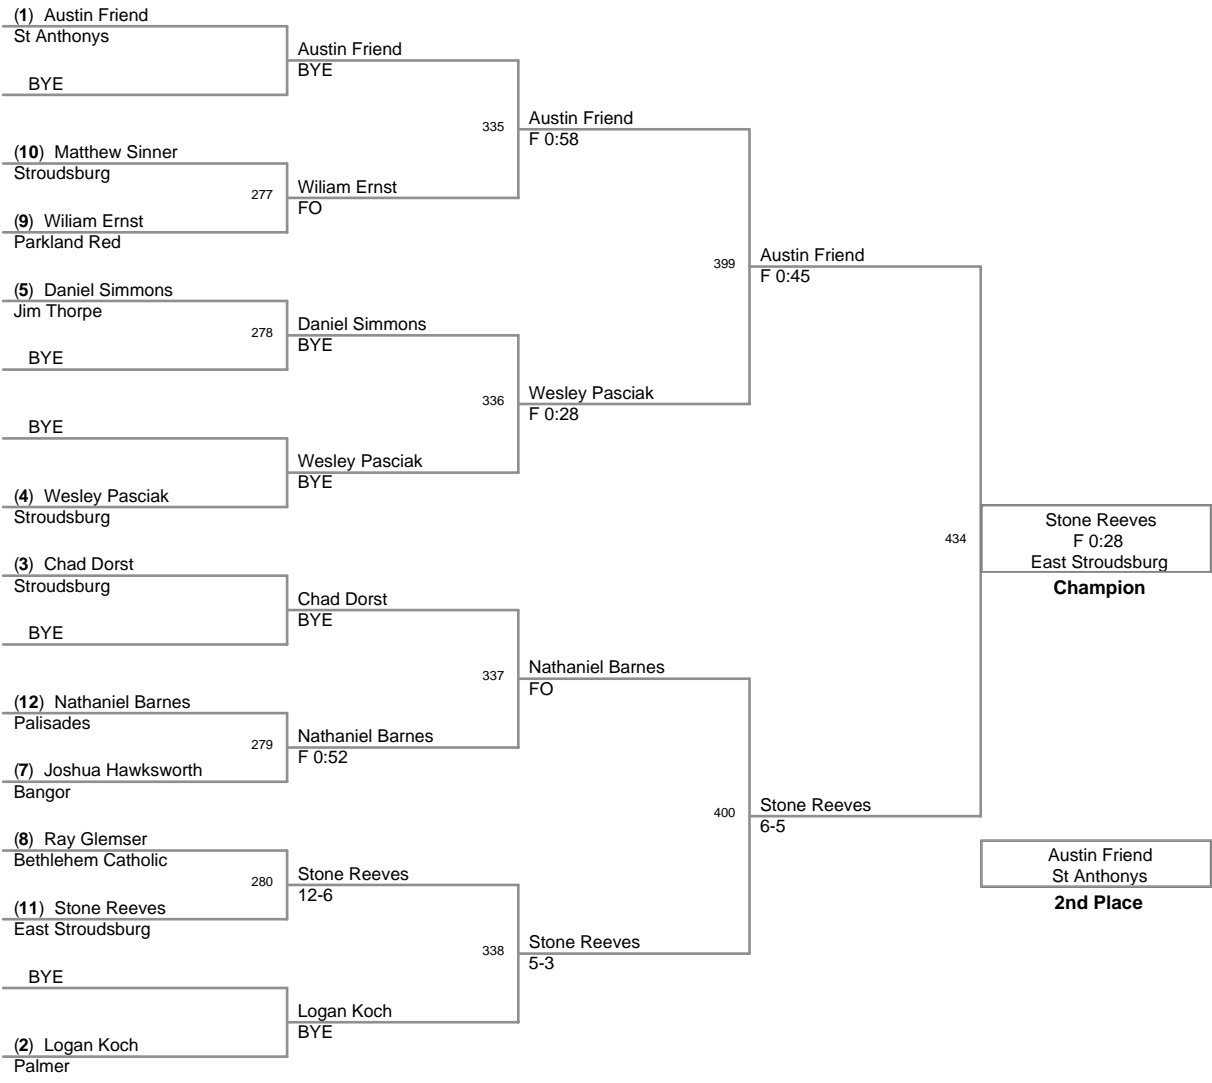 (1) Austin Friend
St Anthonys
BYE
(10) Matthew Sinner
Stroudsburg
277
(9) Wiliam Ernst
Parkland Red
(5) Daniel Simmons
Jim Thorpe
278
BYE
BYE
(4) Wesley Pasciak
Stroudsburg
(3) Chad Dorst
Stroudsburg
BYE
(12) Nathaniel Barnes
Palisades
279
(7) Joshua Hawksworth
Bangor
(8) Ray Glemser
Bethlehem Catholic
280
(11) Stone Reeves
East Stroudsburg
BYE
(2) Logan Koch
Palmer
Austin Friend
BYE
335
Wiliam Ernst
FO
Daniel Simmons
BYE
336
Wesley Pasciak
BYE
Chad Dorst
BYE
337
Nathaniel Barnes
F 0:52
Stone Reeves
12-6
338
Logan Koch
BYE
Austin Friend
F 0:58
399
Wesley Pasciak
F 0:28
Nathaniel Barnes
FO
400
Stone Reeves
5-3
Austin Friend
F 0:45
434
Stone Reeves
6-5
Stone Reeves
F 0:28
East Stroudsburg
Champion
Austin Friend
St Anthonys
2nd Place